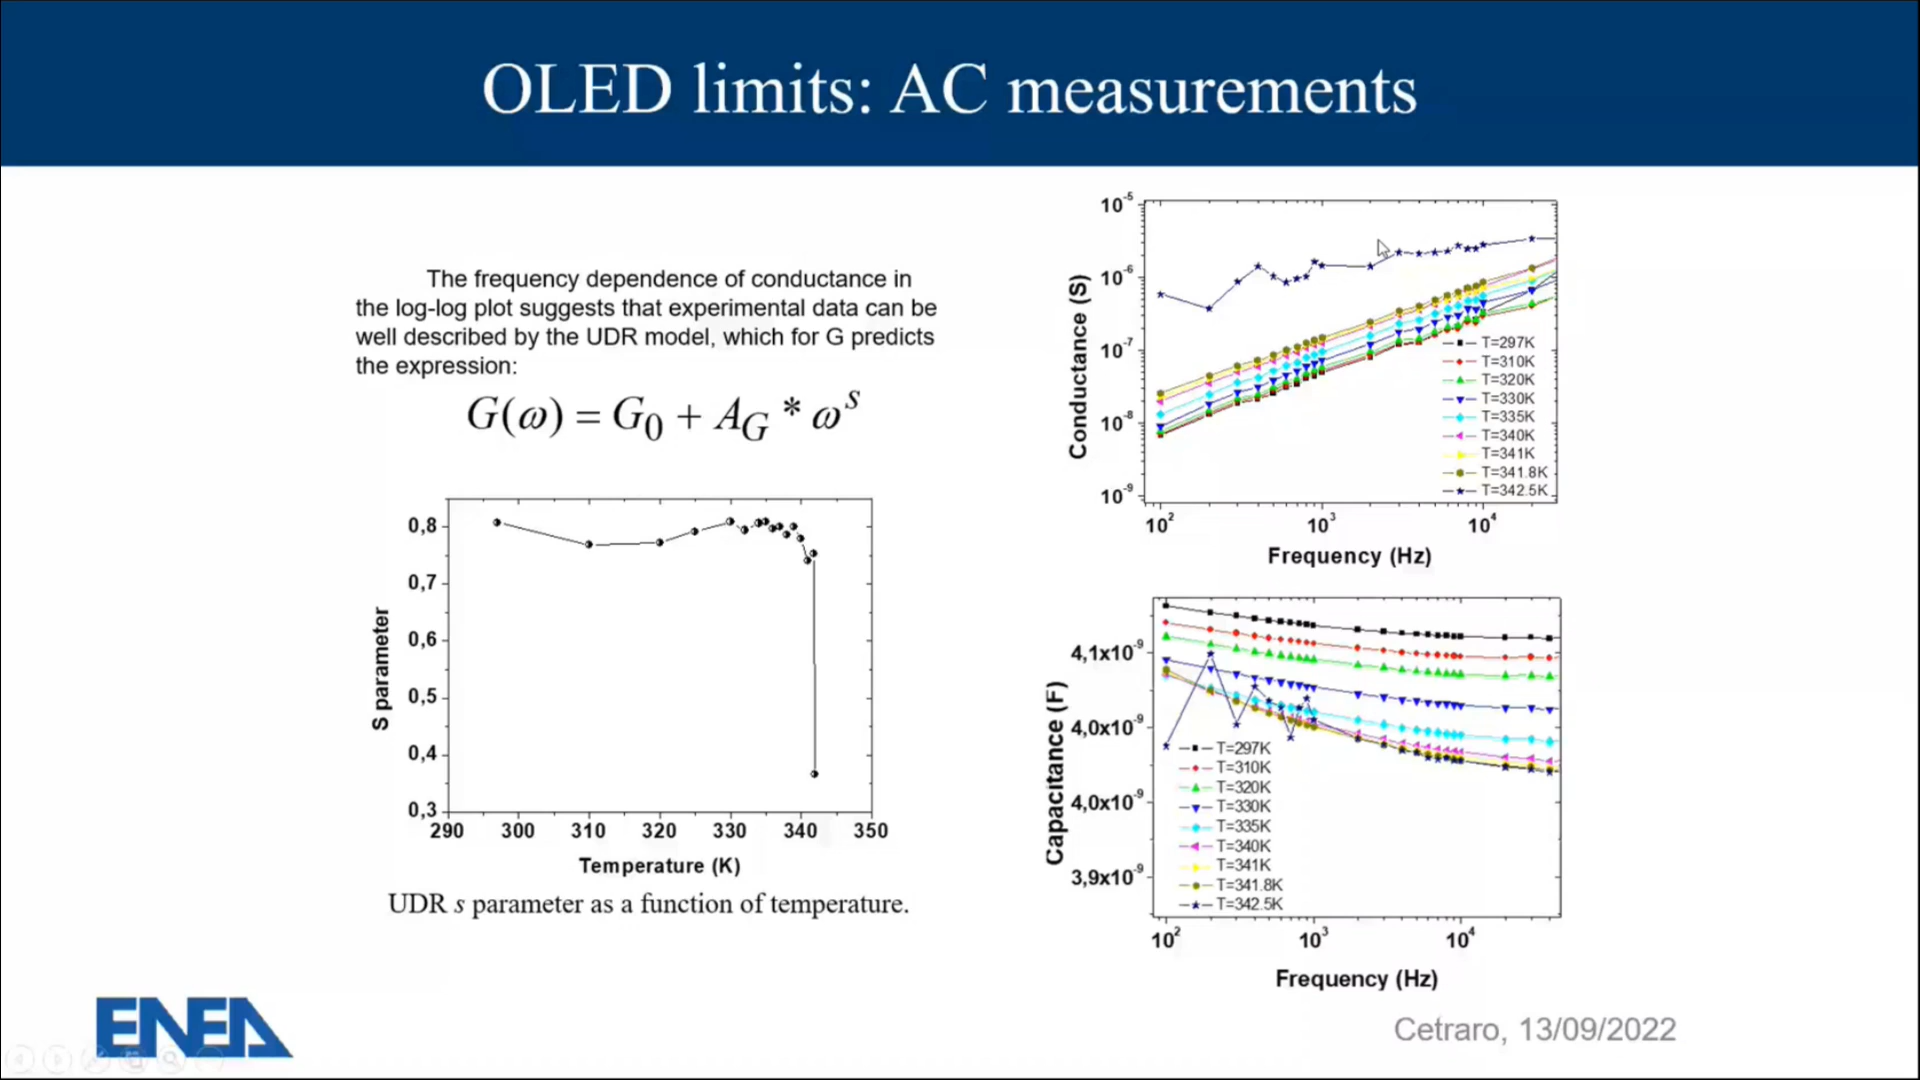 OLED limits: AC measurements
The frequency dependence of conductance in
the log-log plot suggests that experimental data can be
well described by the UDR model, which for G predicts
the expression:
G(ω) = G₀ + A_G * ω^s
0,8
0,7
0,6
0,5
0,4
0,3
290 300 310 320 330 340 350
S parameter
Temperature (K)
UDR s parameter as a function of temperature.
10⁻⁵
10⁻⁶
10⁻⁷
10⁻⁸
10⁻⁹
Conductance (S)
T=297K
T=310K
T=320K
T=330K
T=335K
T=340K
T=341K
T=341.8K
T=342.5K
10² 10³ 10⁴
Frequency (Hz)
4,1x10⁻⁹
4,0x10⁻⁹
4,0x10⁻⁹
3,9x10⁻⁹
Capacitance (F)
T=297K
T=310K
T=320K
T=330K
T=335K
T=340K
T=341K
T=341.8K
T=342.5K
10² 10³ 10⁴
Frequency (Hz)
ENEA
Cetraro, 13/09/2022